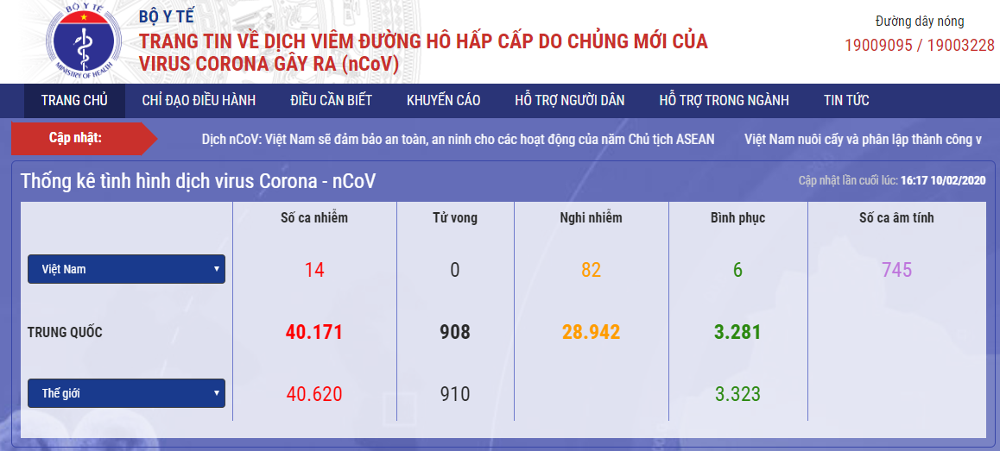 BỘ Y TẾ
MINISTRY OF HEALTH
BỘ Y TẾ
TRANG TIN VỀ DỊCH VIÊM ĐƯỜNG HÔ HẤP CẤP DO CHỦNG MỚI CỦA
VIRUS CORONA GÂY RA (nCoV)
Đường dây nóng
19009095 / 19003228
TRANG CHỦ CHỈ ĐẠO ĐIỀU HÀNH ĐIỀU CẦN BIẾT KHUYẾN CÁO HỖ TRỢ NGƯỜI DÂN HỖ TRỢ TRONG NGÀNH TIN TỨC
Cập nhật: Dịch nCoV: Việt Nam sẽ đảm bảo an toàn, an ninh cho các hoạt động của năm Chủ tịch ASEAN Việt Nam nuôi cấy và phân lập thành công v
Thống kê tình hình dịch virus Corona - nCoV Cập nhật lần cuối lúc: 16:17 10/02/2020
Số ca nhiễm Tử vong Nghi nhiễm Bình phục Số ca âm tính
Việt Nam 14 0 82 6 745
TRUNG QUỐC 40.171 908 28.942 3.281
Thế giới 40.620 910 3.323